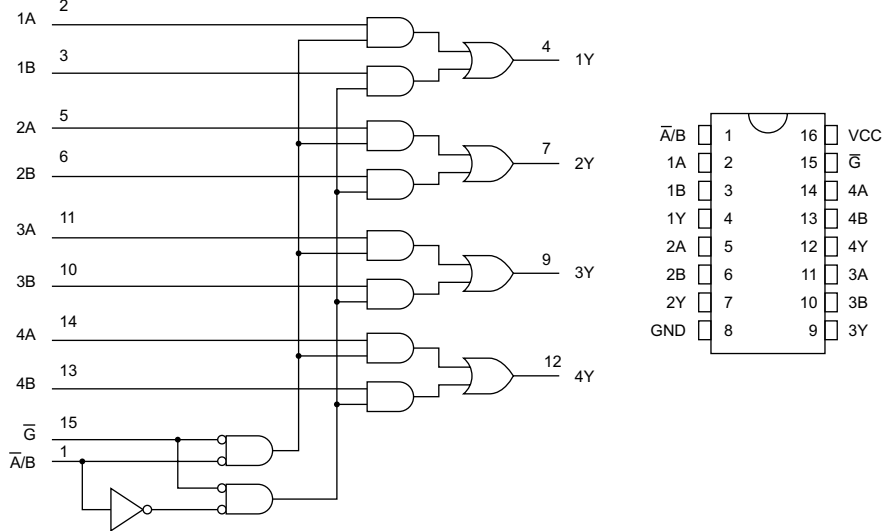 1A 2
1B 3
2A 5
2B 6
3A 11
3B 10
4A 14
4B 13
G̅ 15
A̅/B 1
4 1Y
7 2Y
9 3Y
12 4Y
A̅/B 1 16 VCC
1A 2 15 G̅
1B 3 14 4A
1Y 4 13 4B
2A 5 12 4Y
2B 6 11 3A
2Y 7 10 3B
GND 8 9 3Y